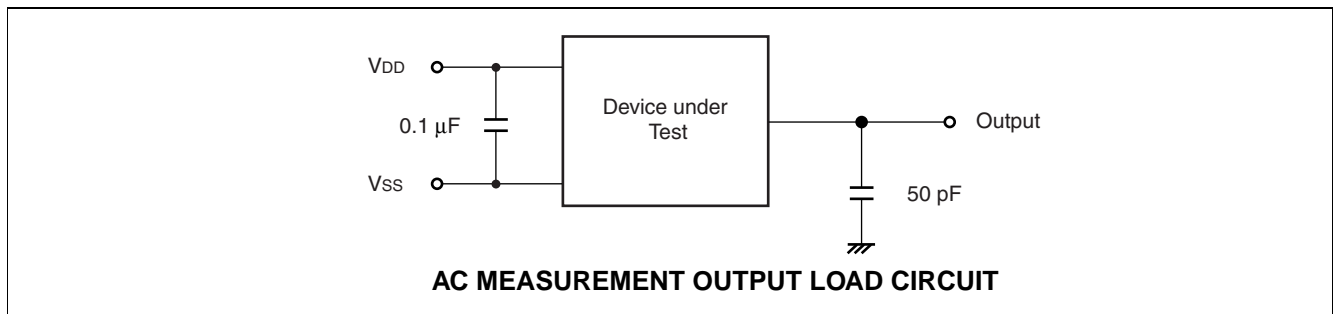 VDD
0.1 μF
Vss
Device under
Test
Output
50 pF
AC MEASUREMENT OUTPUT LOAD CIRCUIT